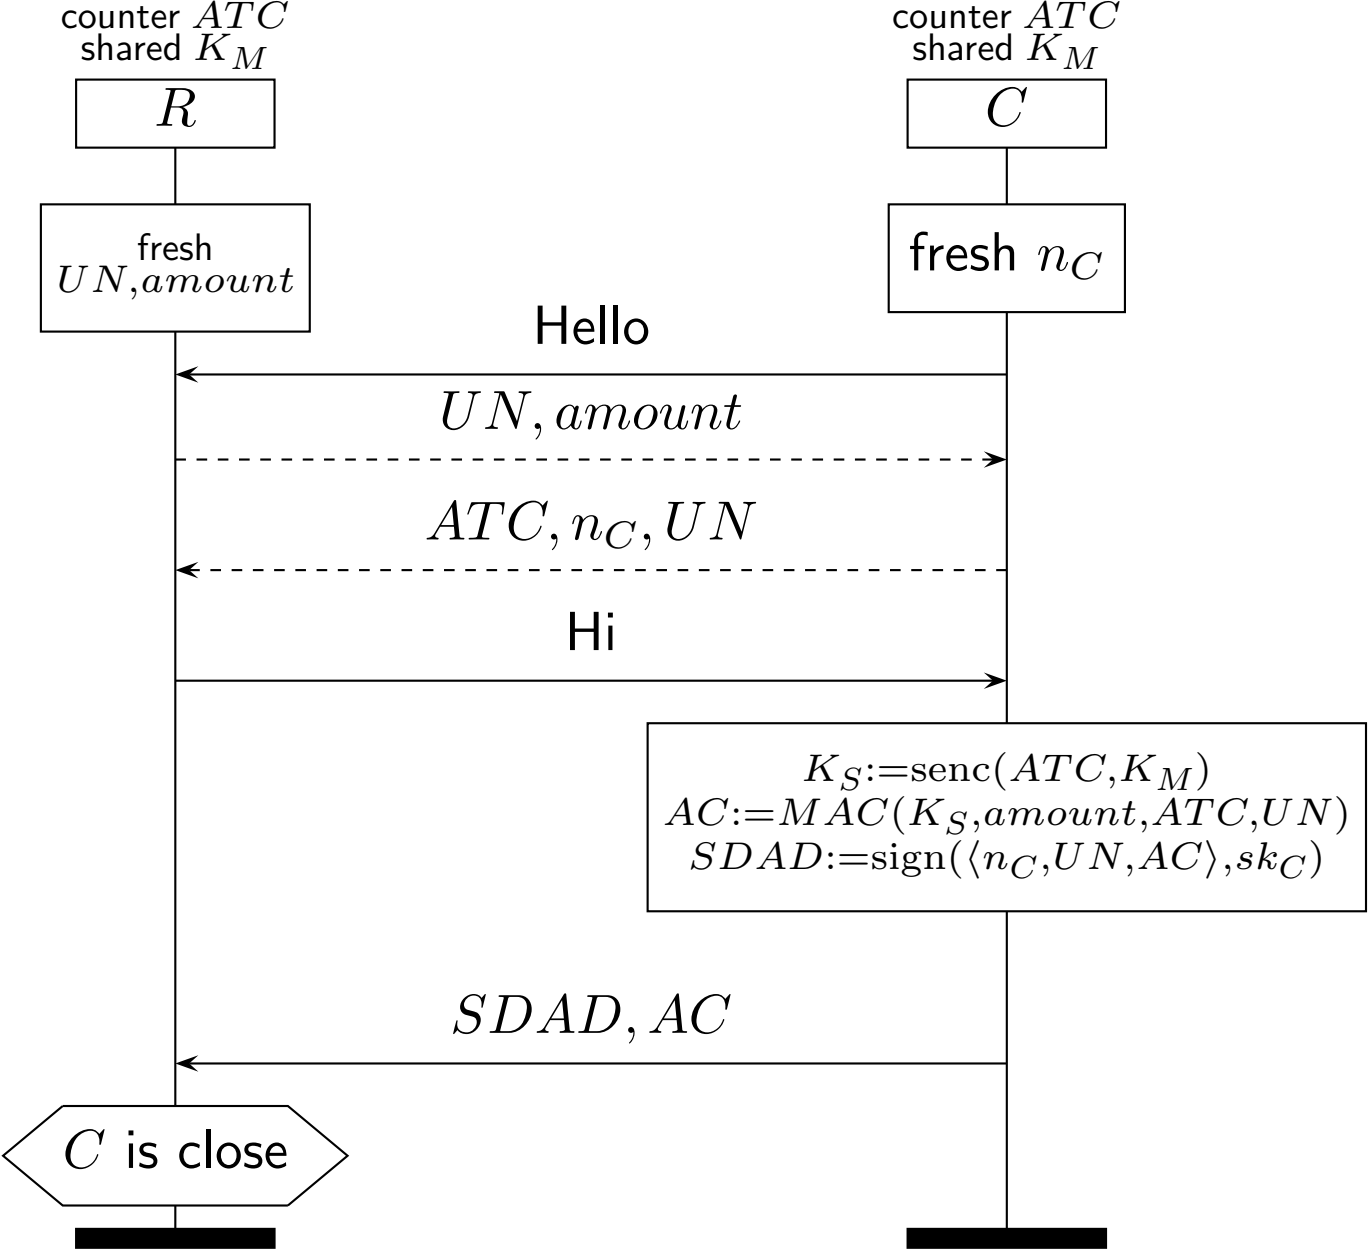 counter ATC
shared K_M
counter ATC
shared K_M
R
C
fresh
UN,amount
fresh n_C
Hello
UN, amount
ATC, n_C, UN
Hi
K_S:=senc(ATC,K_M)
AC:=MAC(K_S,amount,ATC,UN)
SDAD:=sign(⟨n_C,UN,AC⟩,sk_C)
SDAD, AC
C is close